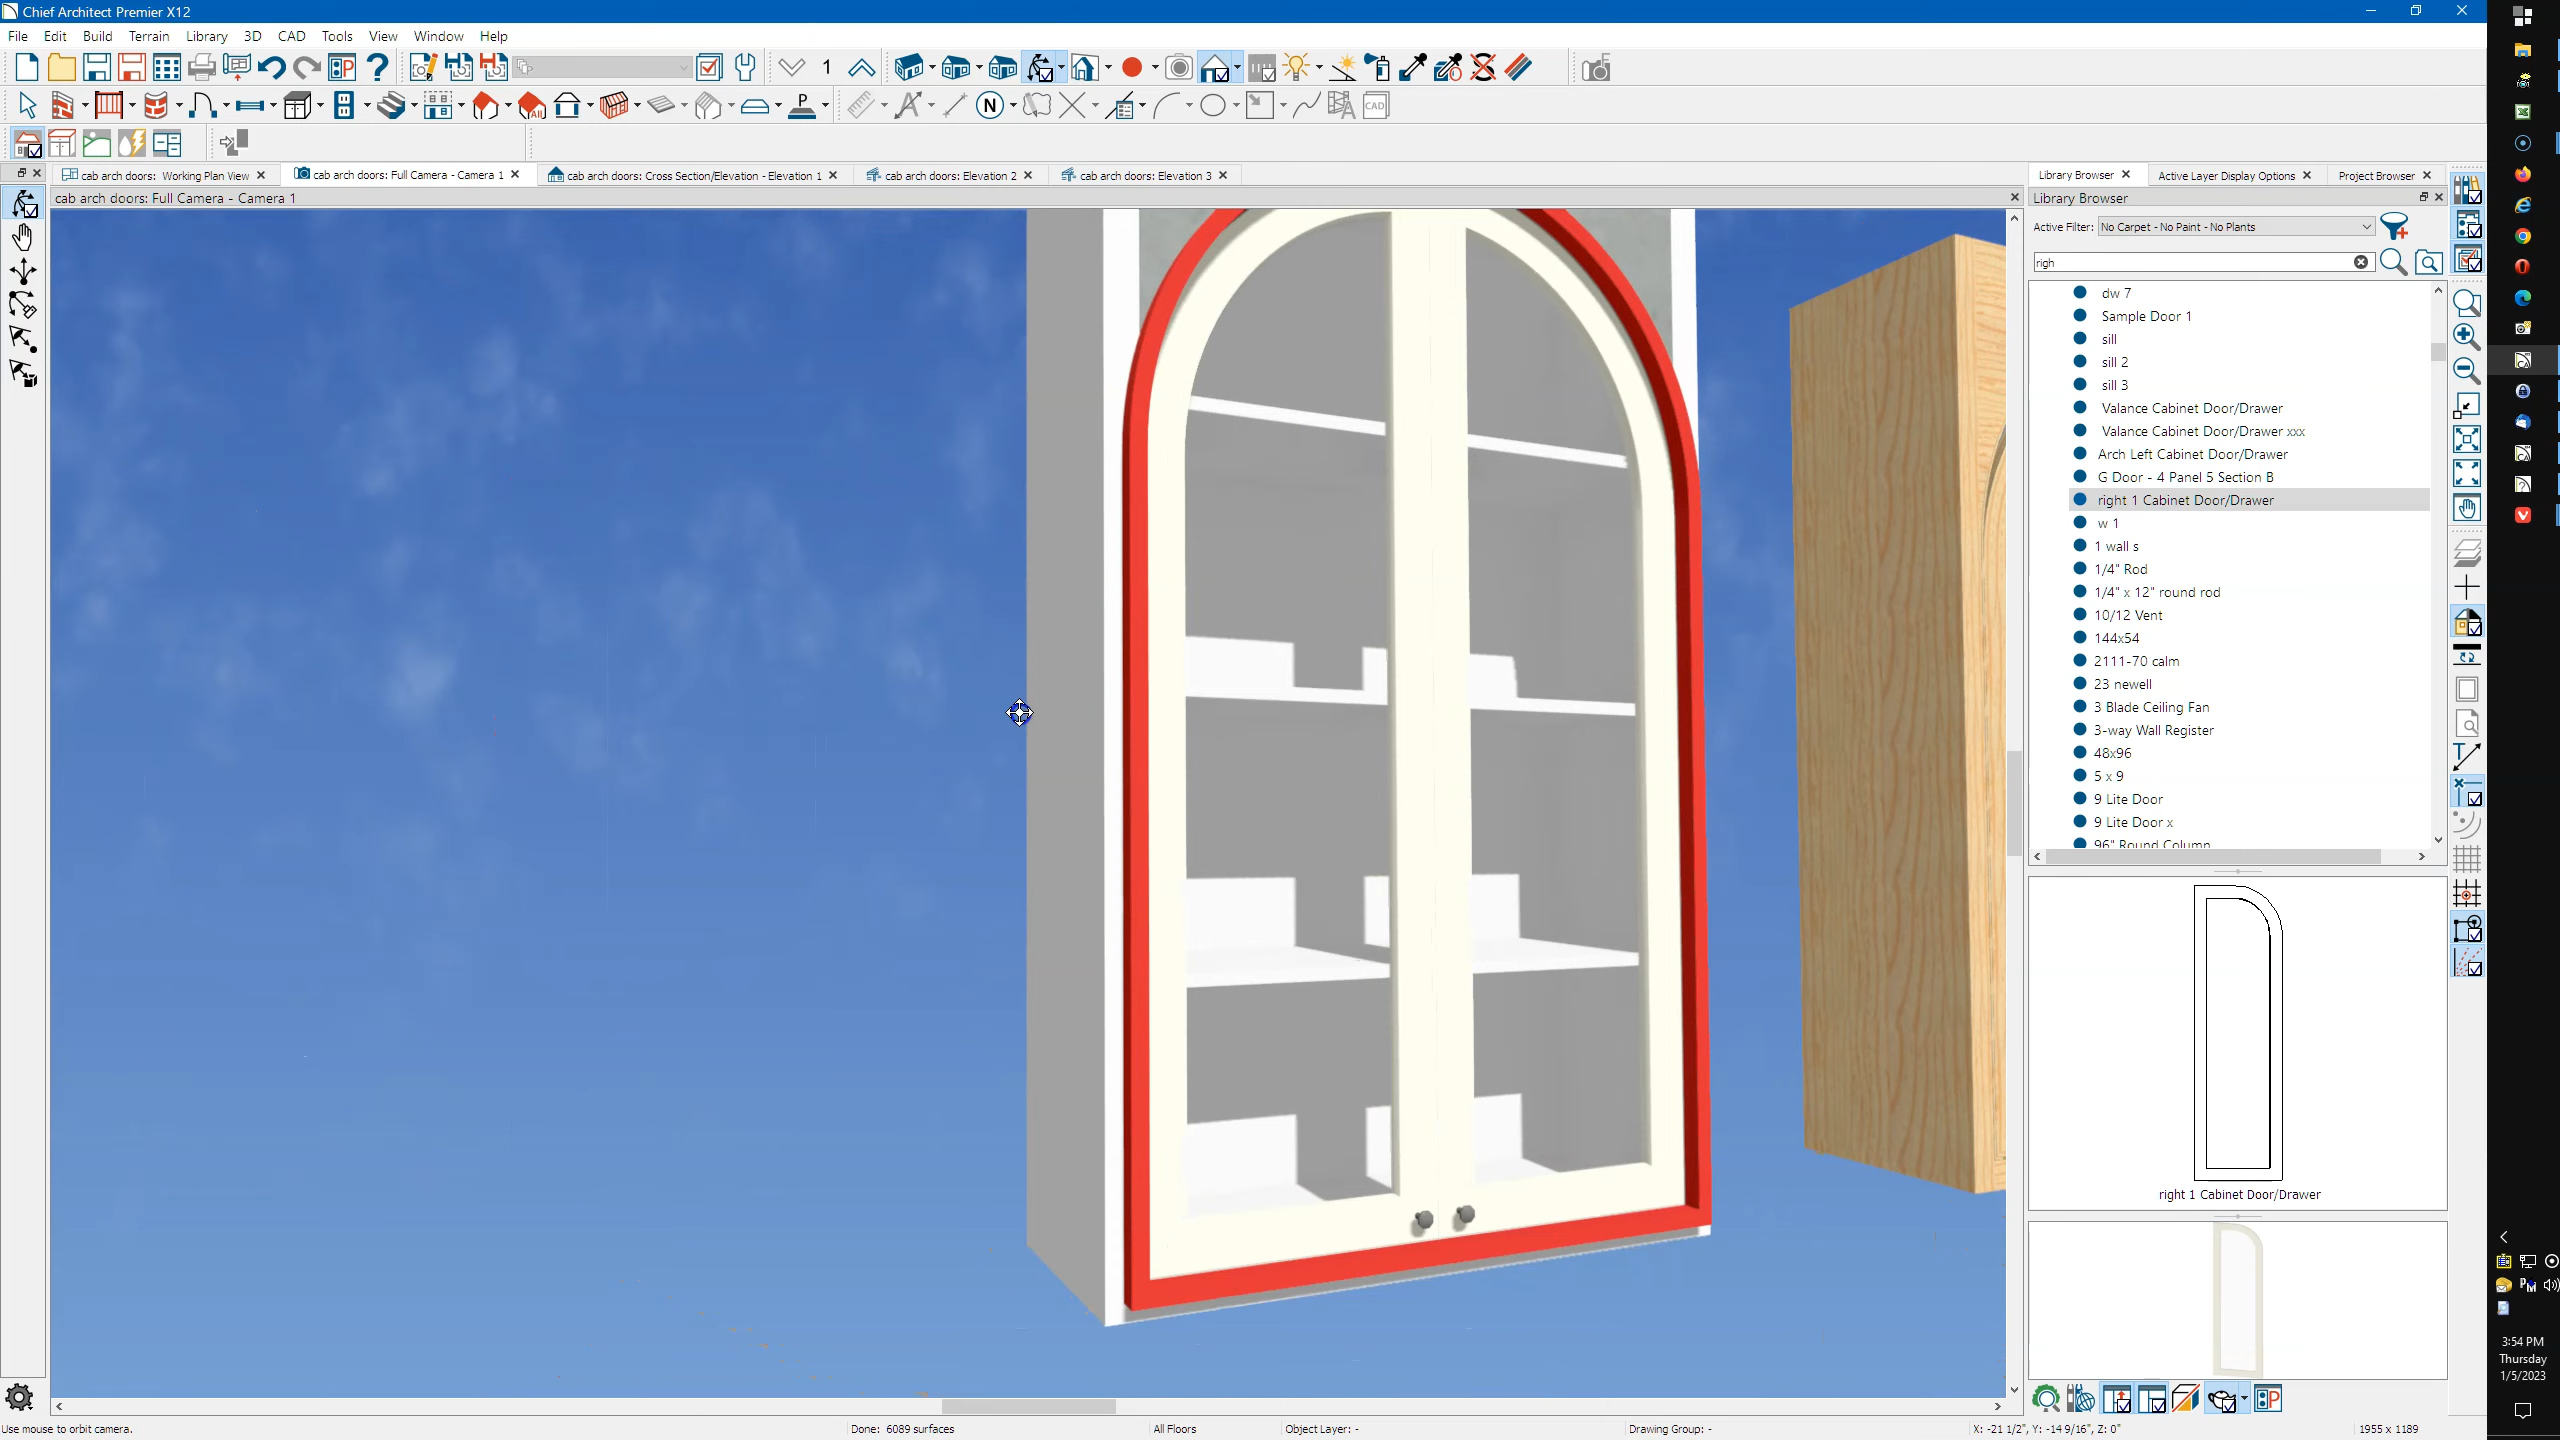 Chief Architect Premier X12
File Edit Build Terrain Library 3D CAD Tools View Window Help
1
N
All
P
CAD
cab arch doors: Working Plan View
cab arch doors: Full Camera - Camera 1
cab arch doors: Cross Section/Elevation - Elevation 1
cab arch doors: Elevation 2
cab arch doors: Elevation 3
cab arch doors: Full Camera - Camera 1
Library Browser
Active Layer Display Options
Project Browser
Library Browser
Active Filter: No Carpet - No Paint - No Plants
righ
dw 7
Sample Door 1
sill
sill 2
sill 3
Valance Cabinet Door/Drawer
Valance Cabinet Door/Drawer xxx
Arch Left Cabinet Door/Drawer
G Door - 4 Panel 5 Section B
right 1 Cabinet Door/Drawer
w 1
1 wall s
1/4" Rod
1/4" x 12" round rod
10/12 Vent
144x54
2111-70 calm
23 newell
3 Blade Ceiling Fan
3-way Wall Register
48x96
5 x 9
9 Lite Door
9 Lite Door x
96" Round Column
right 1 Cabinet Door/Drawer
3:54 PM
Thursday
1/5/2023
Use mouse to orbit camera.
Done: 6089 surfaces
All Floors
Object Layer: -
Drawing Group: -
X: -21 1/2", Y: -14 9/16", Z: 0"
1955 x 1189